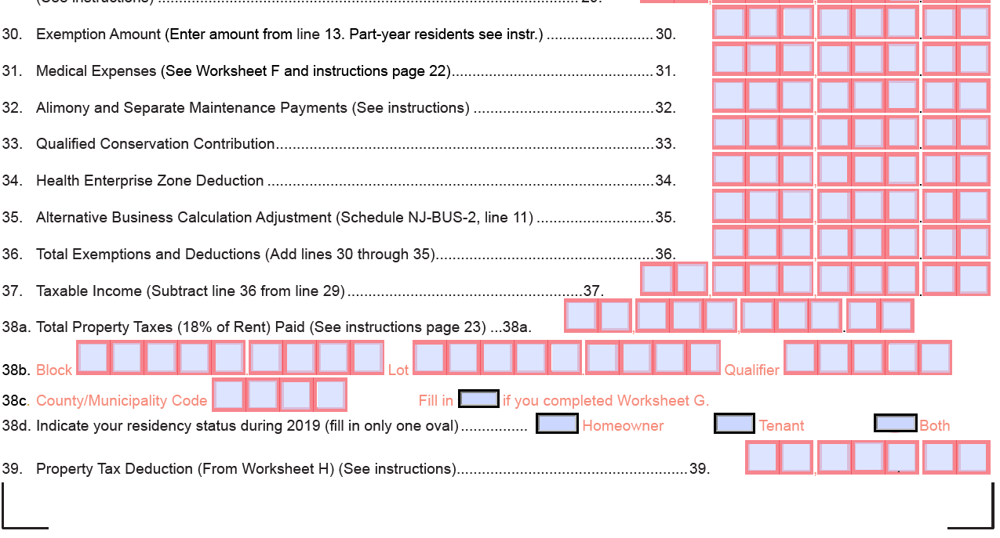 (See instructions) ................................................................................................. 29.
30. Exemption Amount (Enter amount from line 13. Part-year residents see instr.) .......................... 30.
31. Medical Expenses (See Worksheet F and instructions page 22)................................................. 31.
32. Alimony and Separate Maintenance Payments (See instructions) ............................................ 32.
33. Qualified Conservation Contribution............................................................................................ 33.
34. Health Enterprise Zone Deduction .............................................................................................. 34.
35. Alternative Business Calculation Adjustment (Schedule NJ-BUS-2, line 11) ............................ 35.
36. Total Exemptions and Deductions (Add lines 30 through 35)..................................................... 36.
37. Taxable Income (Subtract line 36 from line 29) ......................................................... 37.
38a. Total Property Taxes (18% of Rent) Paid (See instructions page 23) ...38a.
38b. Block Lot Qualifier
38c. County/Municipality Code Fill in if you completed Worksheet G.
38d. Indicate your residency status during 2019 (fill in only one oval) ................ Homeowner Tenant Both
39. Property Tax Deduction (From Worksheet H) (See instructions)........................................................ 39.